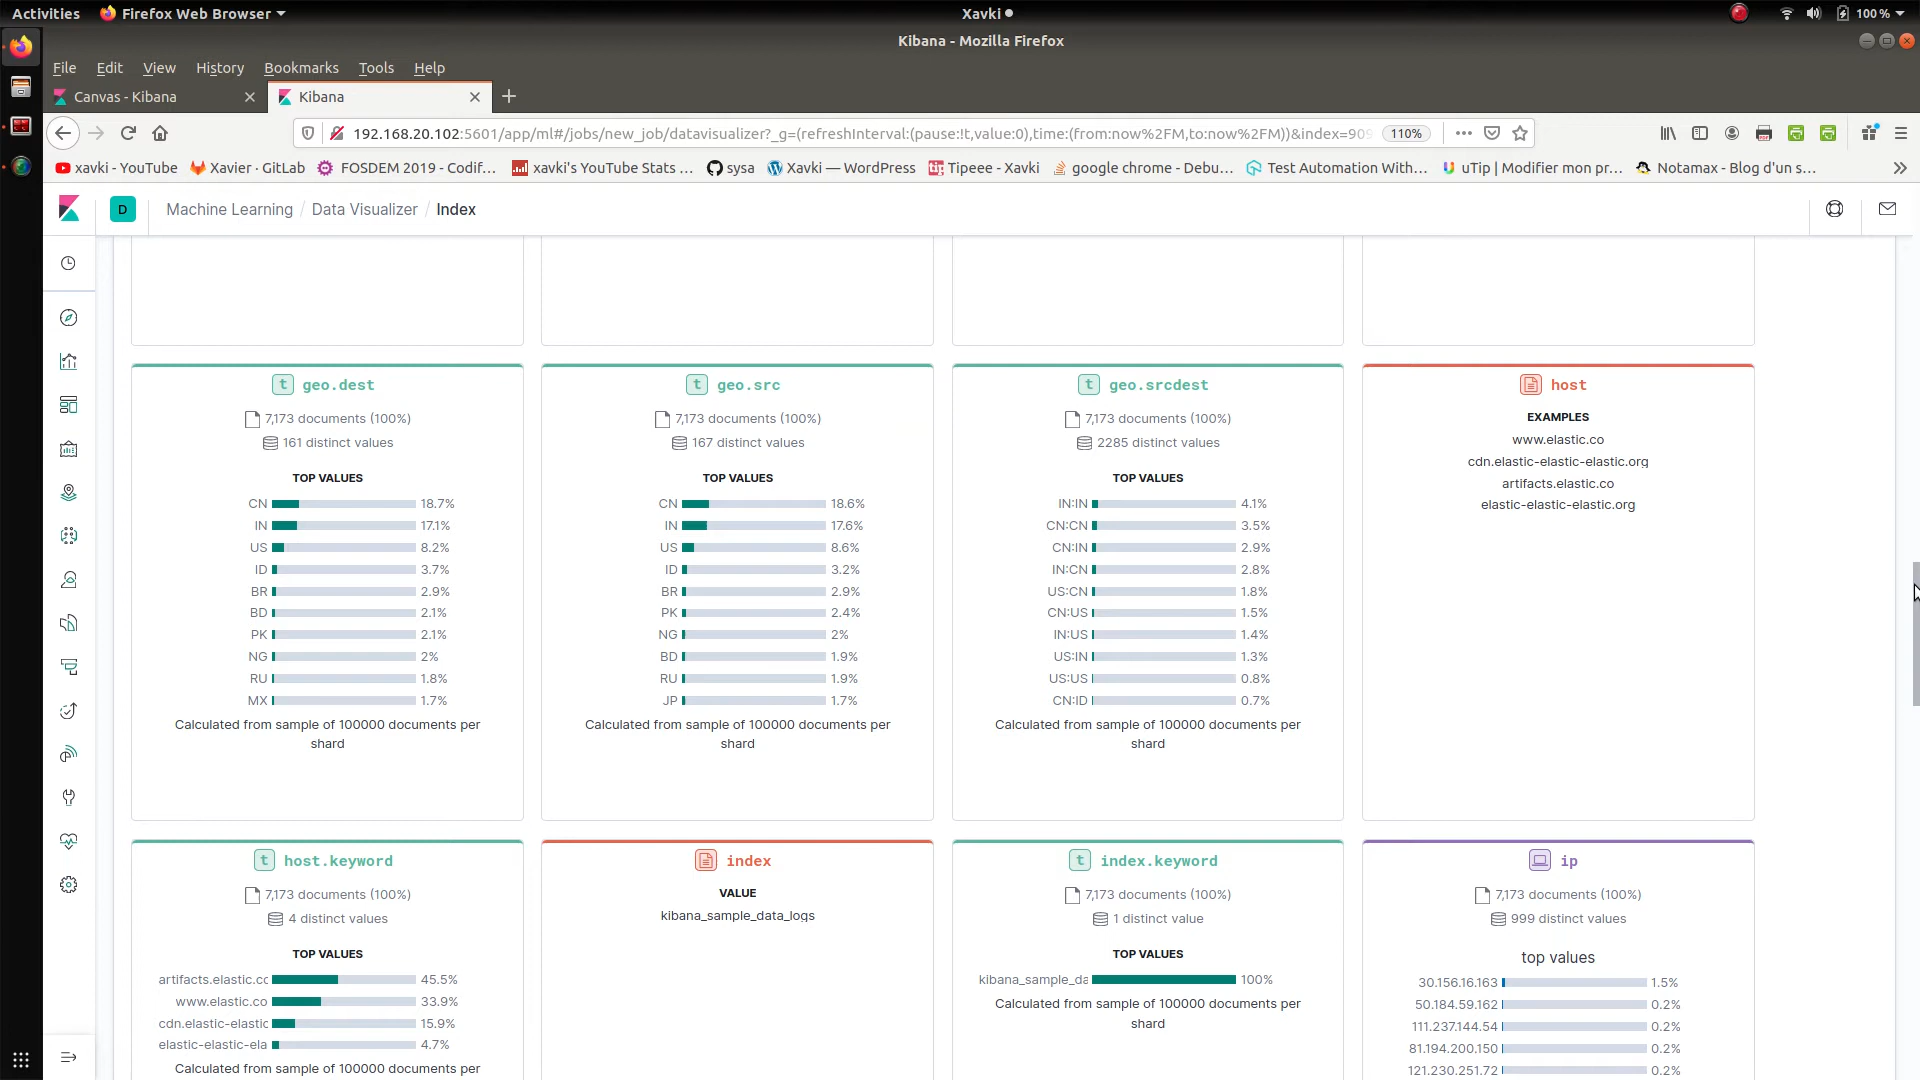 Activities
Firefox Web Browser
Xavki
100 %
Kibana - Mozilla Firefox
File Edit View History Bookmarks Tools Help
Canvas - Kibana
Kibana
192.168.20.102:5601/app/ml#/jobs/new_job/datavisualizer?_g=(refreshInterval:(pause:!t,value:0),time:(from:now%2FM,to:now%2FM))&index=909
110%
xavki - YouTube
Xavier · GitLab
FOSDEM 2019 - Codif…
xavki's YouTube Stats …
sysa
Xavki — WordPress
Tipeee - Xavki
google chrome - Debu…
Test Automation With…
uTip | Modifier mon pr…
Notamax - Blog d'un s…
D
Machine Learning / Data Visualizer / Index
t geo.dest
7,173 documents (100%)
161 distinct values
TOP VALUES
CN 18.7%
IN 17.1%
US 8.2%
ID 3.7%
BR 2.9%
BD 2.1%
PK 2.1%
NG 2%
RU 1.8%
MX 1.7%
Calculated from sample of 100000 documents per
shard
t geo.src
7,173 documents (100%)
167 distinct values
TOP VALUES
CN 18.6%
IN 17.6%
US 8.6%
ID 3.2%
BR 2.9%
PK 2.4%
NG 2%
BD 1.9%
RU 1.9%
JP 1.7%
Calculated from sample of 100000 documents per
shard
t geo.srcdest
7,173 documents (100%)
2285 distinct values
TOP VALUES
IN:IN 4.1%
CN:CN 3.5%
CN:IN 2.9%
IN:CN 2.8%
US:CN 1.8%
CN:US 1.5%
IN:US 1.4%
US:IN 1.3%
US:US 0.8%
CN:ID 0.7%
Calculated from sample of 100000 documents per
shard
host
EXAMPLES
www.elastic.co
cdn.elastic-elastic-elastic.org
artifacts.elastic.co
elastic-elastic-elastic.org
t host.keyword
7,173 documents (100%)
4 distinct values
TOP VALUES
artifacts.elastic.cc 45.5%
www.elastic.co 33.9%
cdn.elastic-elastic 15.9%
elastic-elastic-ela 4.7%
Calculated from sample of 100000 documents per
index
VALUE
kibana_sample_data_logs
t index.keyword
7,173 documents (100%)
1 distinct value
TOP VALUES
kibana_sample_da 100%
Calculated from sample of 100000 documents per
shard
ip
7,173 documents (100%)
999 distinct values
top values
30.156.16.163 1.5%
50.184.59.162 0.2%
111.237.144.54 0.2%
81.194.200.150 0.2%
121.230.251.72 0.2%